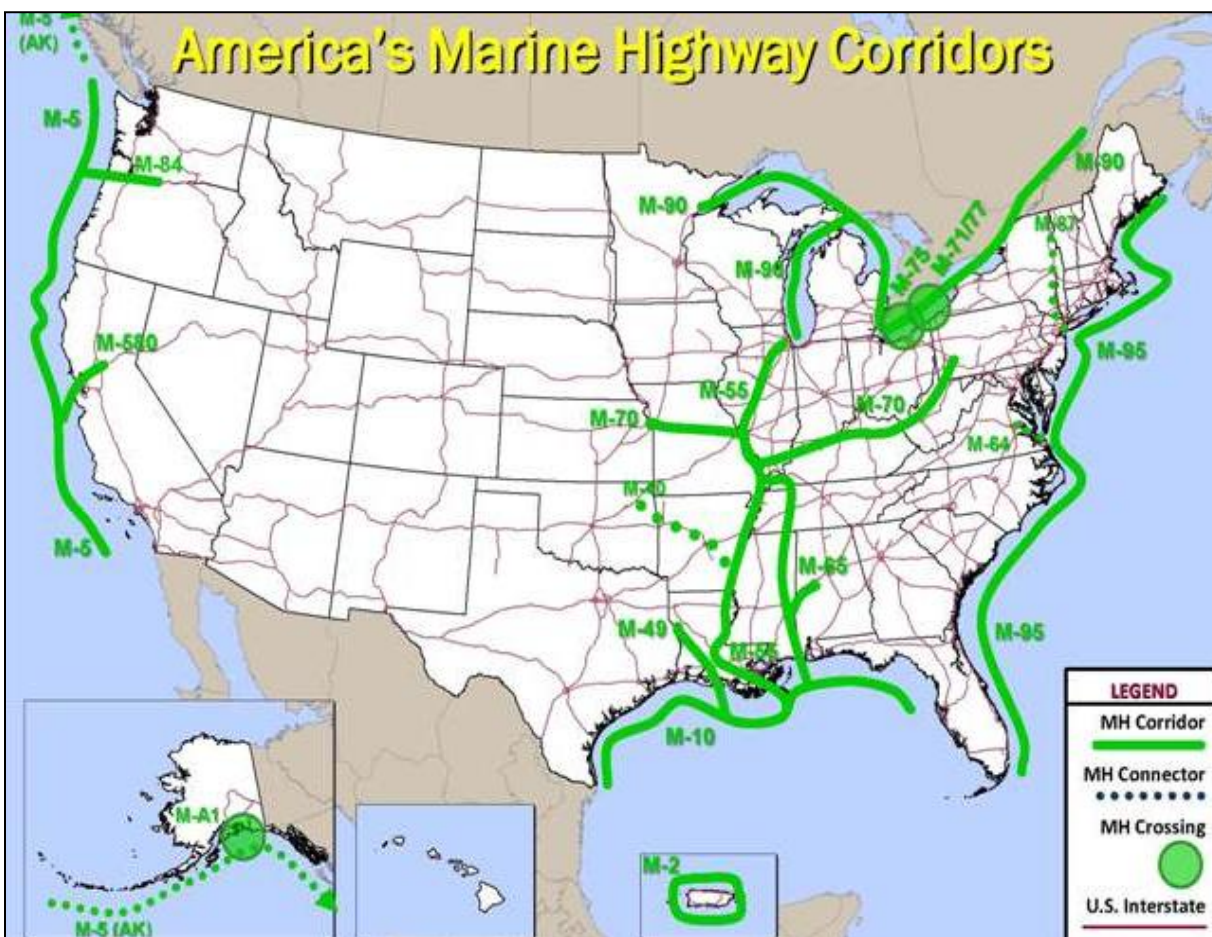 M-5
(AK)
America's Marine Highway Corridors
M-5
M-84
M-90
M-90
M-87
M-75
M-71/77
M-90
M-580
M-95
M-55
M-70
M-70
M-64
M-40
M-5
M-65
M-49
M-55
M-95
M-10
LEGEND
MH Corridor
MH Connector
MH Crossing
U.S. Interstate
M-A1
M-2
M-5 (AK)